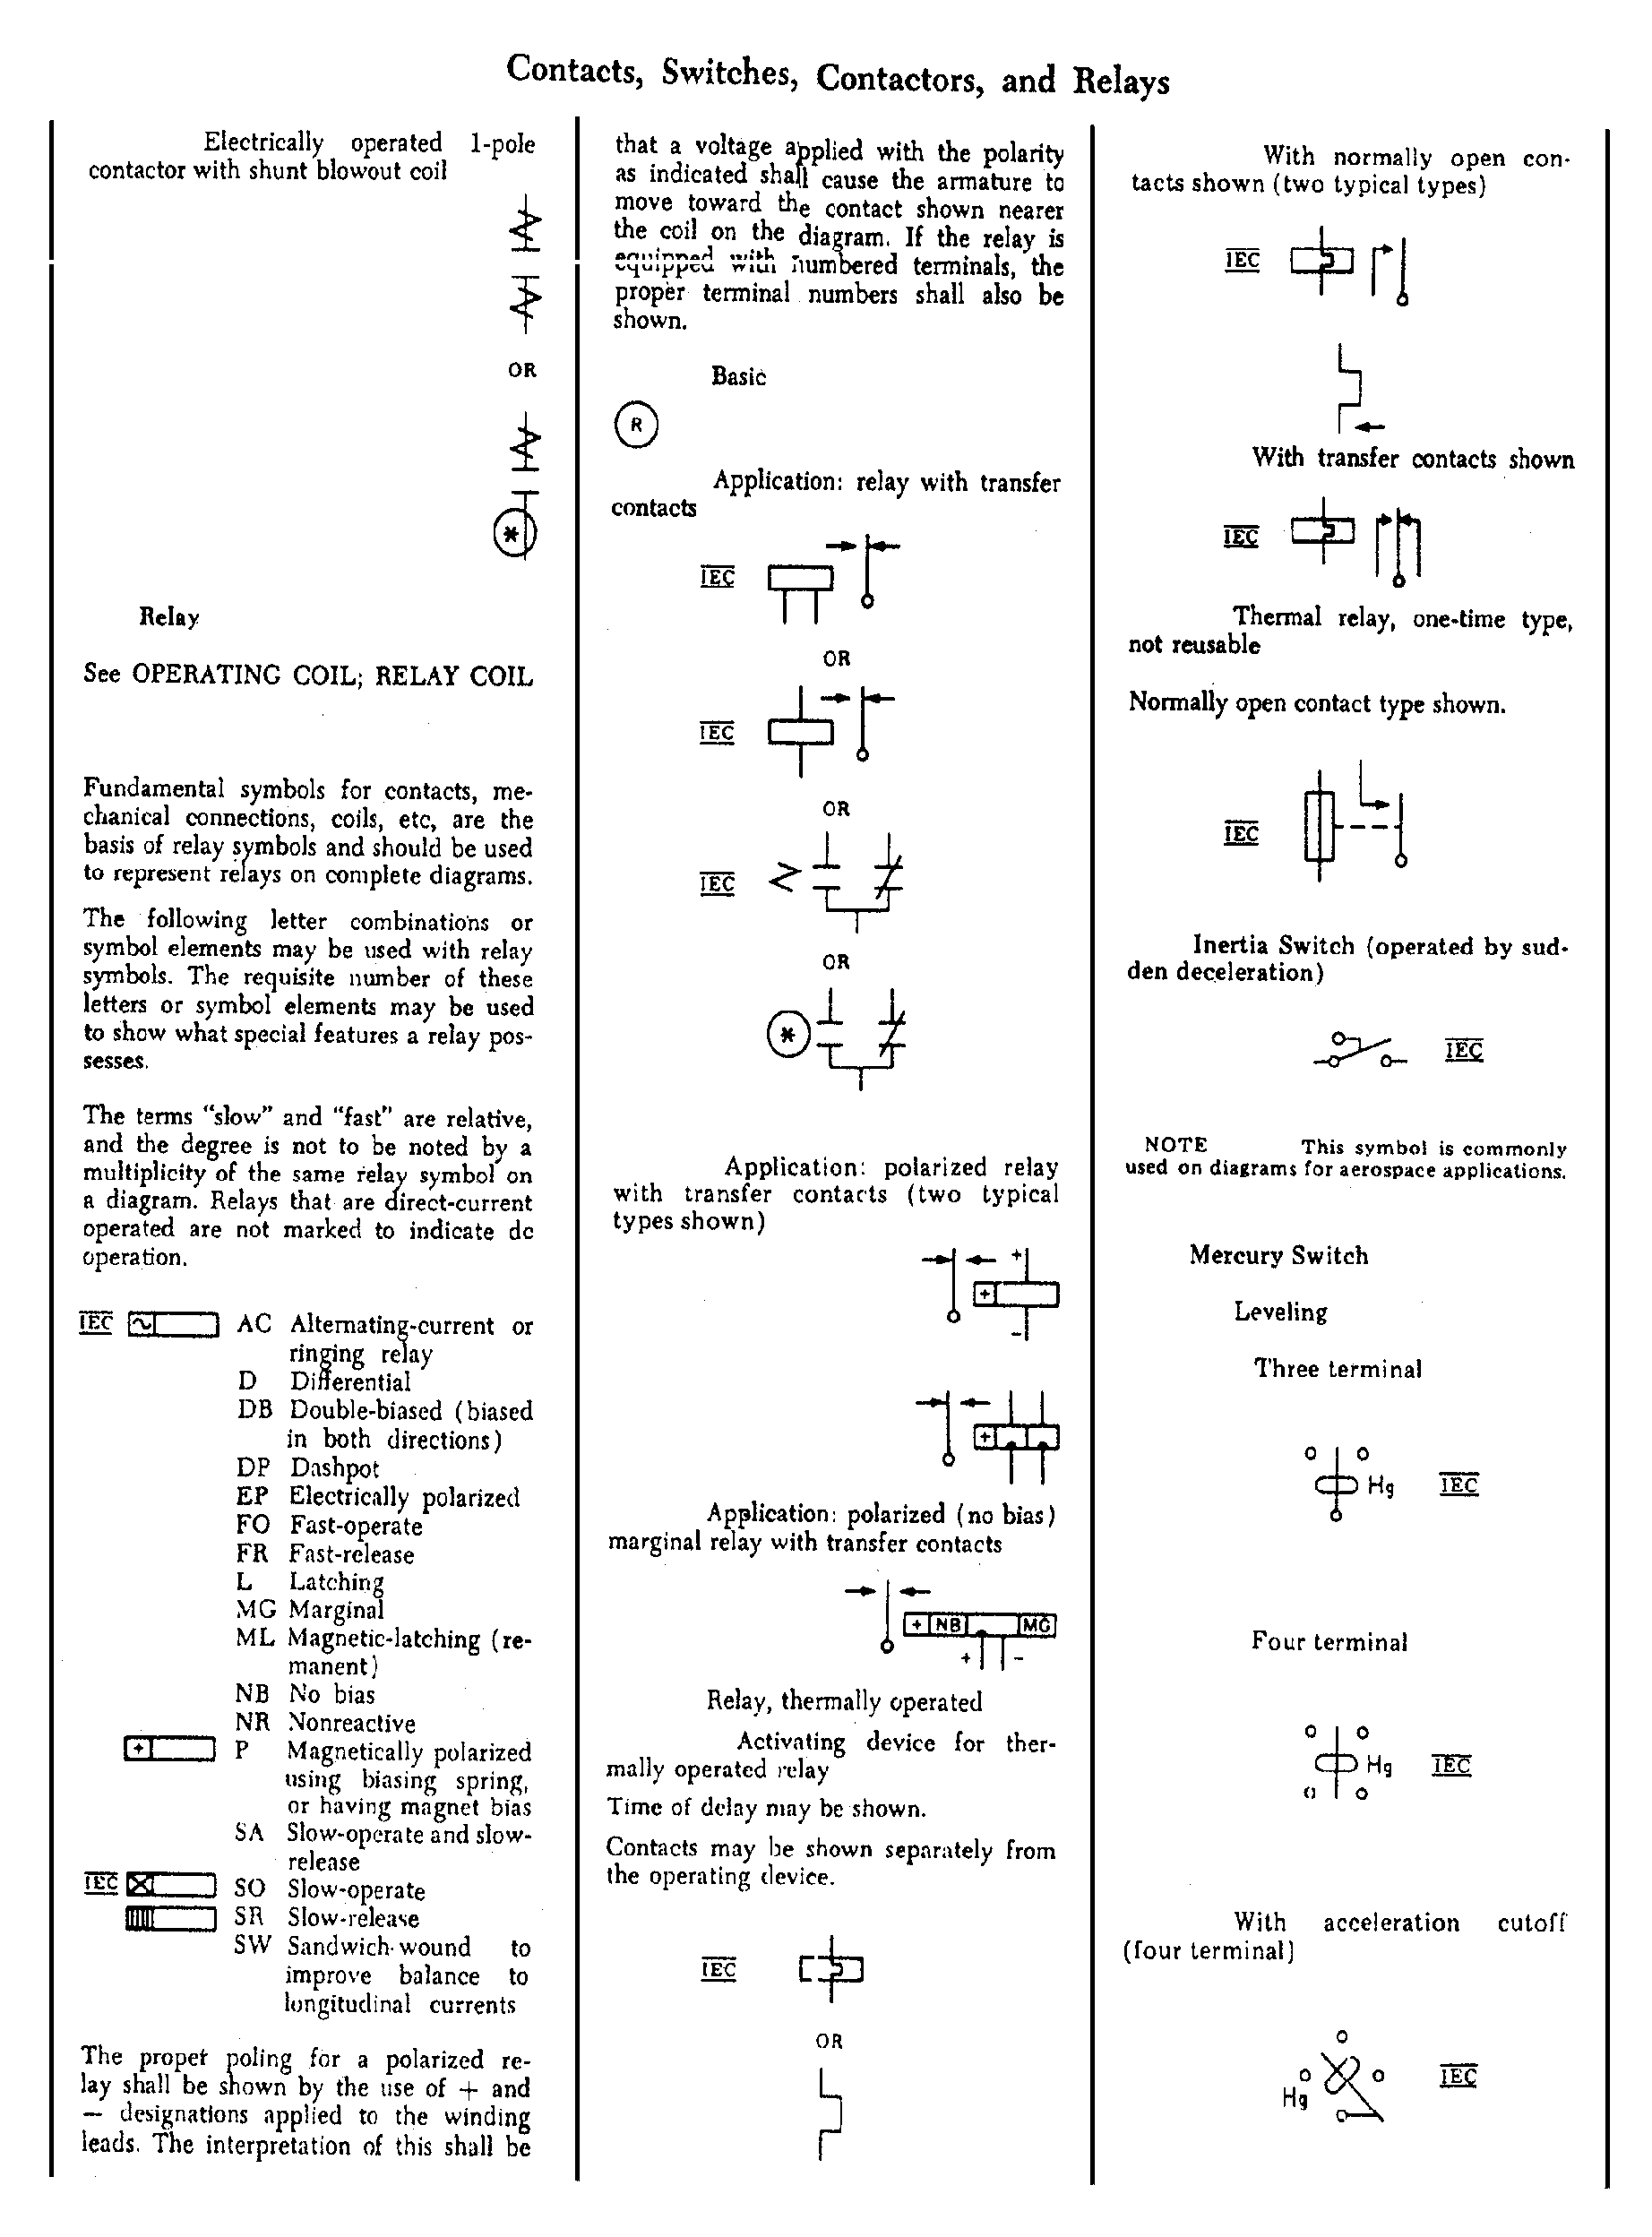 Contacts, Switches, Contactors, and Relays
Electrically operated 1-pole
contactor with shunt blowout coil
OR
*
Relay
See OPERATING COIL; RELAY COIL
Fundamental symbols for contacts, me-
chanical connections, coils, etc, are the
basis of relay symbols and should be used
to represent relays on complete diagrams.
The following letter combinations or
symbol elements may be used with relay
symbols. The requisite number of these
letters or symbol elements may be used
to show what special features a relay pos-
sesses.
The terms "slow" and "fast" are relative,
and the degree is not to be noted by a
multiplicity of the same relay symbol on
a diagram. Relays that are direct-current
operated are not marked to indicate dc
operation.
IEC AC Alternating-current or
ringing relay
D Differential
DB Double-biased (biased
in both directions)
DP Dashpot
EP Electrically polarized
FO Fast-operate
FR Fast-release
L Latching
MG Marginal
ML Magnetic-latching (re-
manent)
NB No bias
NR Nonreactive
+ P Magnetically polarized
using biasing spring,
or having magnet bias
SA Slow-operate and slow-
release
IEC SO Slow-operate
SR Slow-release
SW Sandwich-wound to
improve balance to
longitudinal currents
The proper poling for a polarized re-
lay shall be shown by the use of + and
— designations applied to the winding
leads. The interpretation of this shall be
that a voltage applied with the polarity
as indicated shall cause the armature to
move toward the contact shown nearer
the coil on the diagram. If the relay is
equipped with numbered terminals, the
proper terminal numbers shall also be
shown.
Basic
R
Application: relay with transfer
contacts
IEC
OR
IEC
OR
IEC
OR
*
Application: polarized relay
with transfer contacts (two typical
types shown)
+
+
-
+
Application: polarized (no bias)
marginal relay with transfer contacts
+ NB MG
+ -
Relay, thermally operated
Activating device for ther-
mally operated relay
Time of delay may be shown.
Contacts may be shown separately from
the operating device.
IEC
OR
With normally open con-
tacts shown (two typical types)
IEC
With transfer contacts shown
IEC
Thermal relay, one-time type,
not reusable
Normally open contact type shown.
IEC
Inertia Switch (operated by sud-
den deceleration)
IEC
NOTE This symbol is commonly
used on diagrams for aerospace applications.
Mercury Switch
Leveling
Three terminal
Hg IEC
Four terminal
Hg IEC
With acceleration cutoff
(four terminal)
IEC
Hg